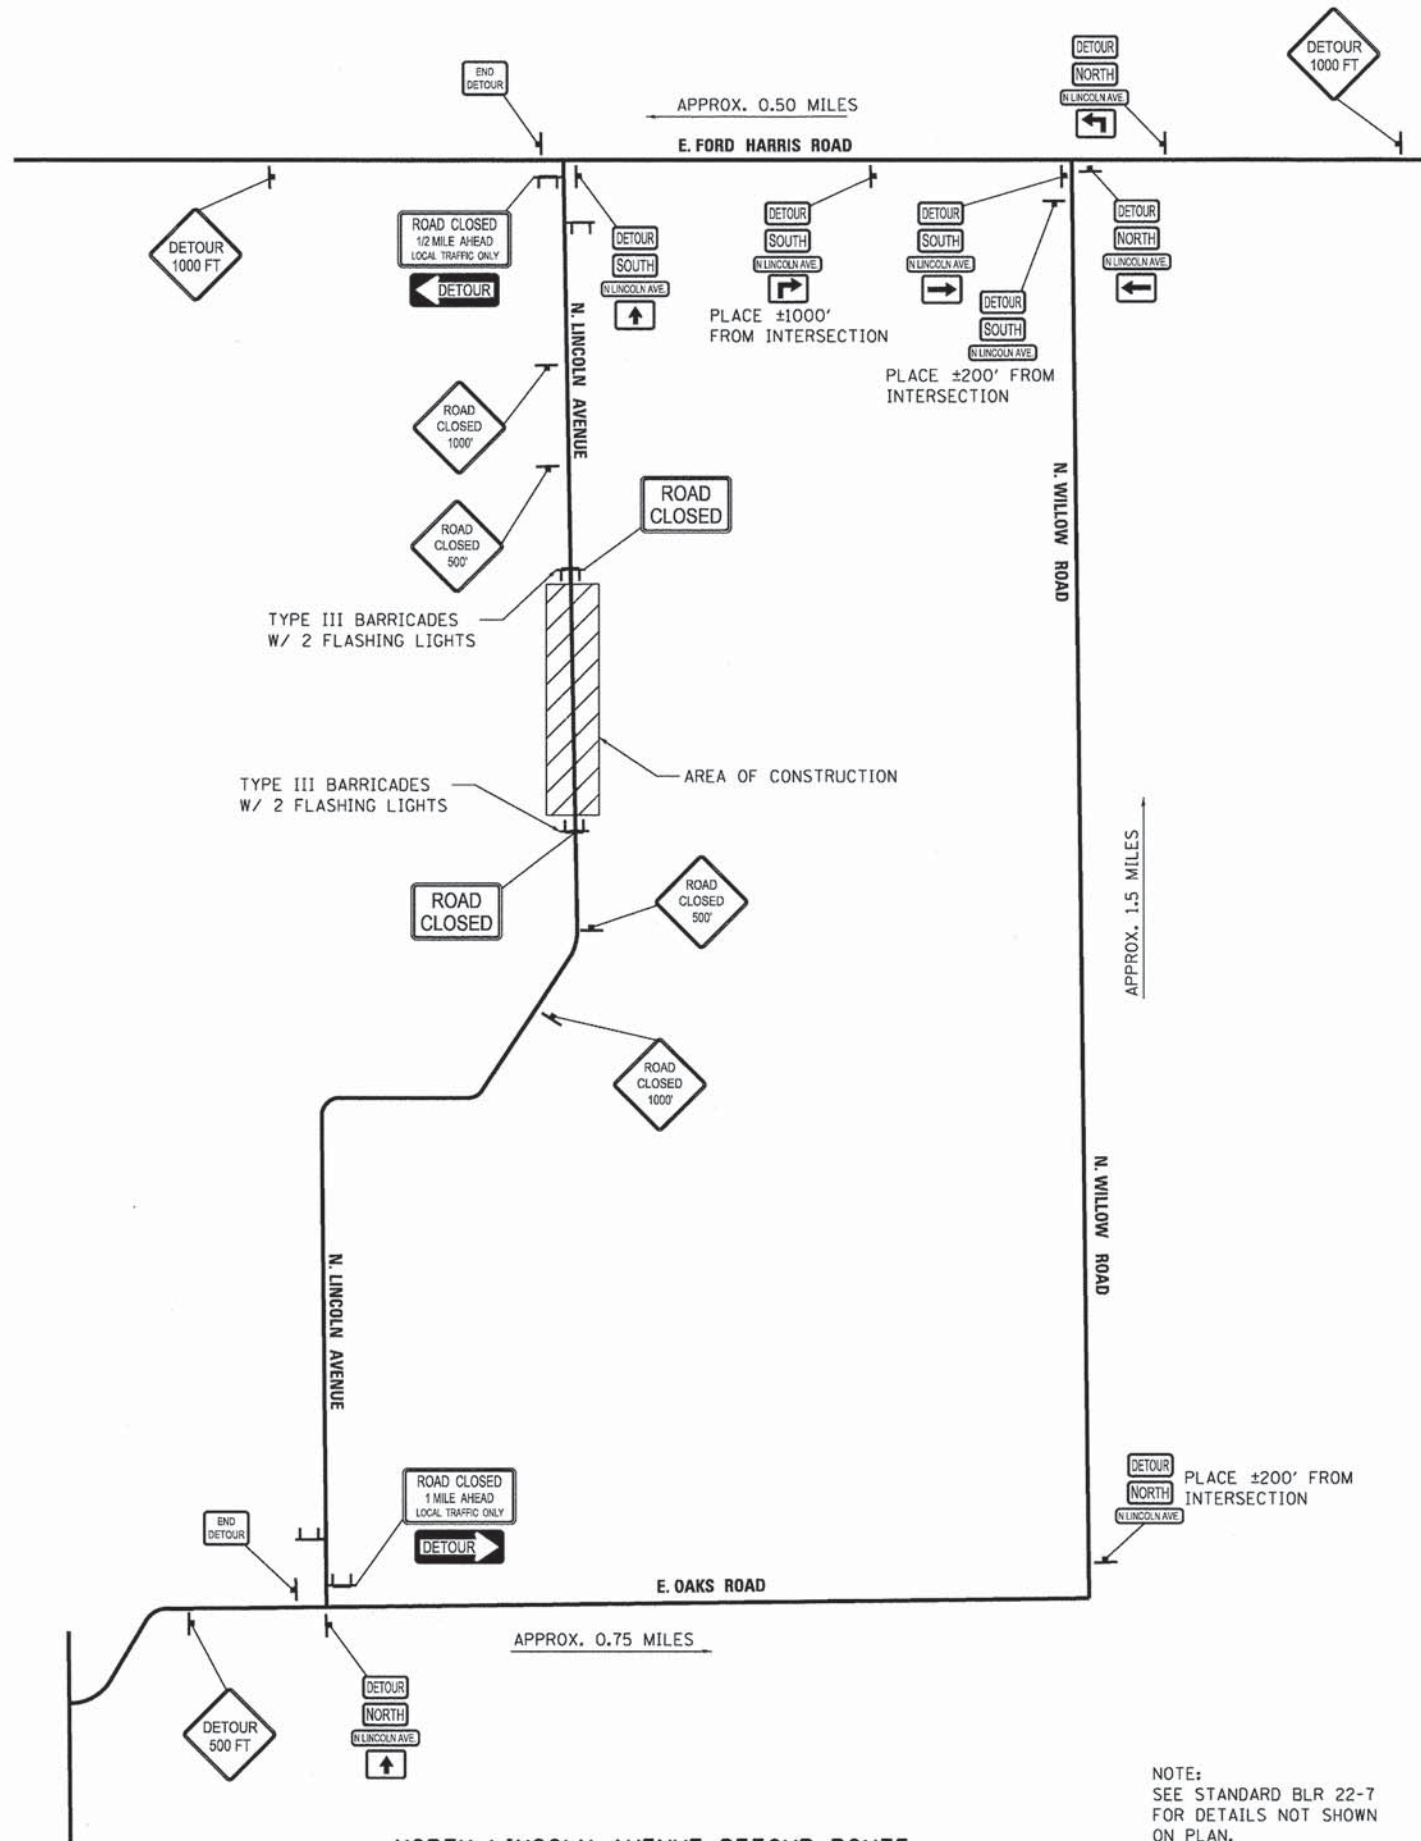 DETOUR
1000 FT
END
DETOUR
DETOUR
NORTH
N LINCOLN AVE.
APPROX. 0.50 MILES
E. FORD HARRIS ROAD
DETOUR
1000 FT
ROAD CLOSED
1/2 MILE AHEAD
LOCAL TRAFFIC ONLY
DETOUR
DETOUR
SOUTH
N LINCOLN AVE.
DETOUR
SOUTH
N LINCOLN AVE.
PLACE ±1000'
FROM INTERSECTION
DETOUR
SOUTH
N LINCOLN AVE.
DETOUR
SOUTH
N LINCOLN AVE.
PLACE ±200' FROM
INTERSECTION
DETOUR
NORTH
N LINCOLN AVE.
N. LINCOLN AVENUE
ROAD
CLOSED
1000'
ROAD
CLOSED
500'
ROAD
CLOSED
N. WILLOW ROAD
TYPE III BARRICADES
W/ 2 FLASHING LIGHTS
TYPE III BARRICADES
W/ 2 FLASHING LIGHTS
AREA OF CONSTRUCTION
ROAD
CLOSED
ROAD
CLOSED
500'
APPROX. 1.5 MILES
ROAD
CLOSED
1000'
N. WILLOW ROAD
N. LINCOLN AVENUE
ROAD CLOSED
1 MILE AHEAD
LOCAL TRAFFIC ONLY
DETOUR
DETOUR
NORTH
N LINCOLN AVE.
PLACE ±200' FROM
INTERSECTION
END
DETOUR
E. OAKS ROAD
APPROX. 0.75 MILES
DETOUR
500 FT
DETOUR
NORTH
N LINCOLN AVE.
NOTE:
SEE STANDARD BLR 22-7
FOR DETAILS NOT SHOWN
ON PLAN.
NORTH LINCOLN AVENUE DETOUR ROUTE